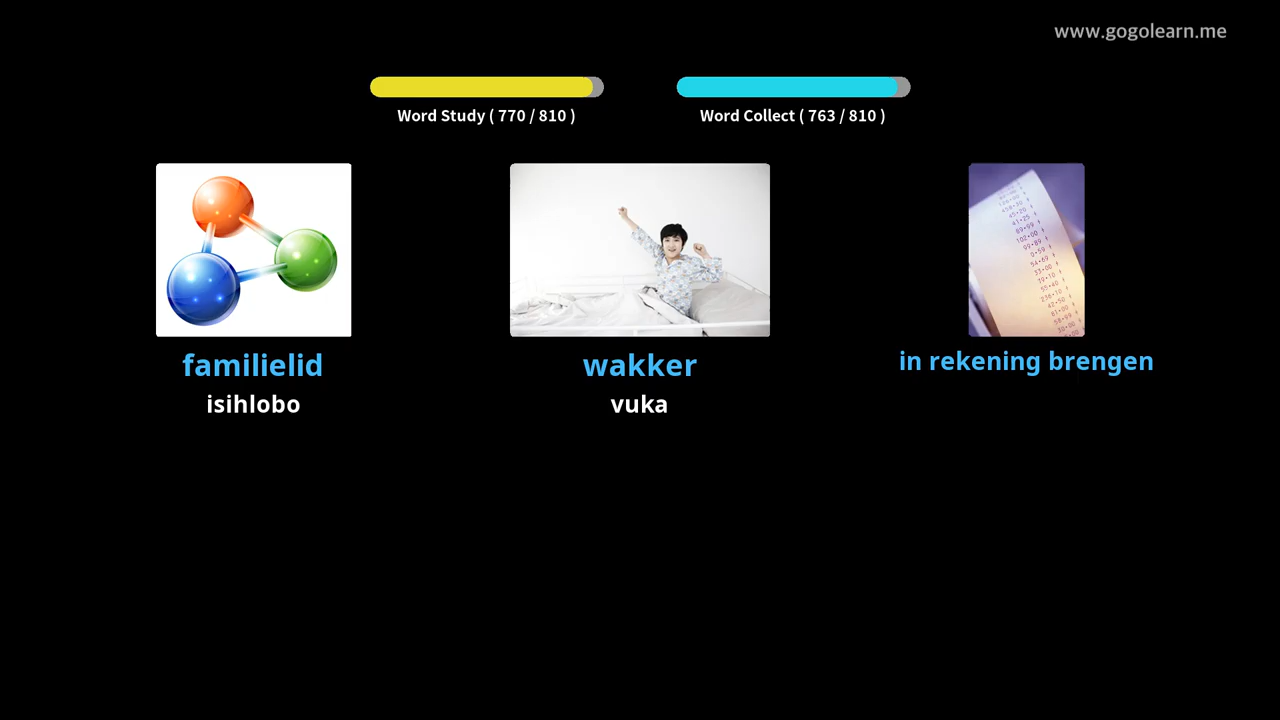 www.gogolearn.me
Word Study ( 770 / 810 )
Word Collect ( 763 / 810 )
familielid
isihlobo
wakker
vuka
in rekening brengen